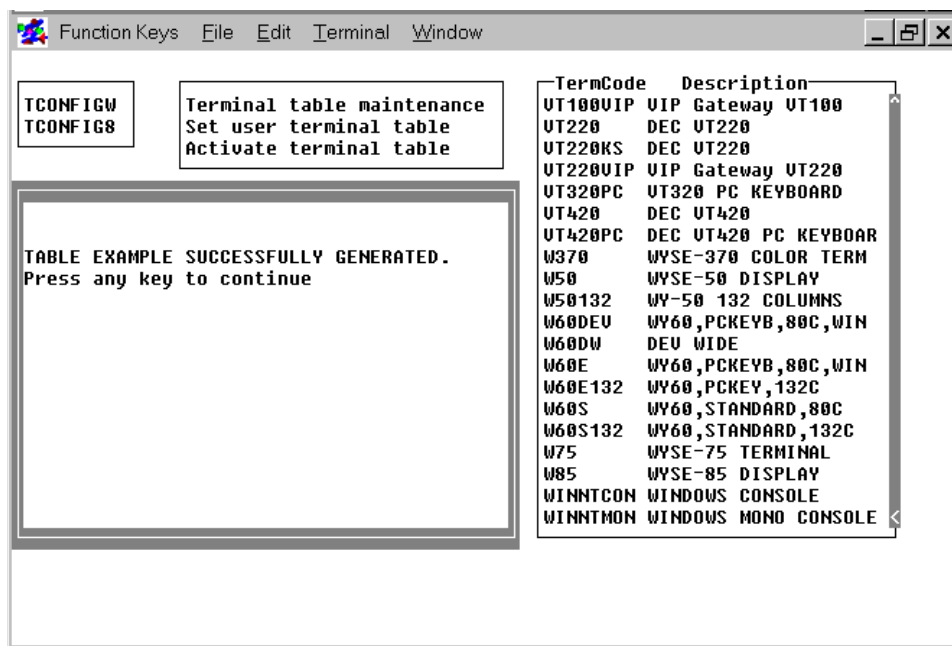 Function Keys File Edit Terminal Window
TCONFIGW
TCONFIG8
Terminal table maintenance
Set user terminal table
Activate terminal table
TABLE EXAMPLE SUCCESSFULLY GENERATED.
Press any key to continue
TermCode Description
VT100VIP VIP Gateway VT100
VT220 DEC VT220
VT220KS DEC VT220
VT220VIP VIP Gateway VT220
VT320PC VT320 PC KEYBOARD
VT420 DEC VT420
VT420PC DEC VT420 PC KEYBOAR
W370 WYSE-370 COLOR TERM
W50 WYSE-50 DISPLAY
W50132 WY-50 132 COLUMNS
W60DEV WY60,PCKEYB,80C,WIN
W60DW DEV WIDE
W60E WY60,PCKEYB,80C,WIN
W60E132 WY60,PCKEY,132C
W60S WY60,STANDARD,80C
W60S132 WY60,STANDARD,132C
W75 WYSE-75 TERMINAL
W85 WYSE-85 DISPLAY
WINNTCON WINDOWS CONSOLE
WINNTMON WINDOWS MONO CONSOLE